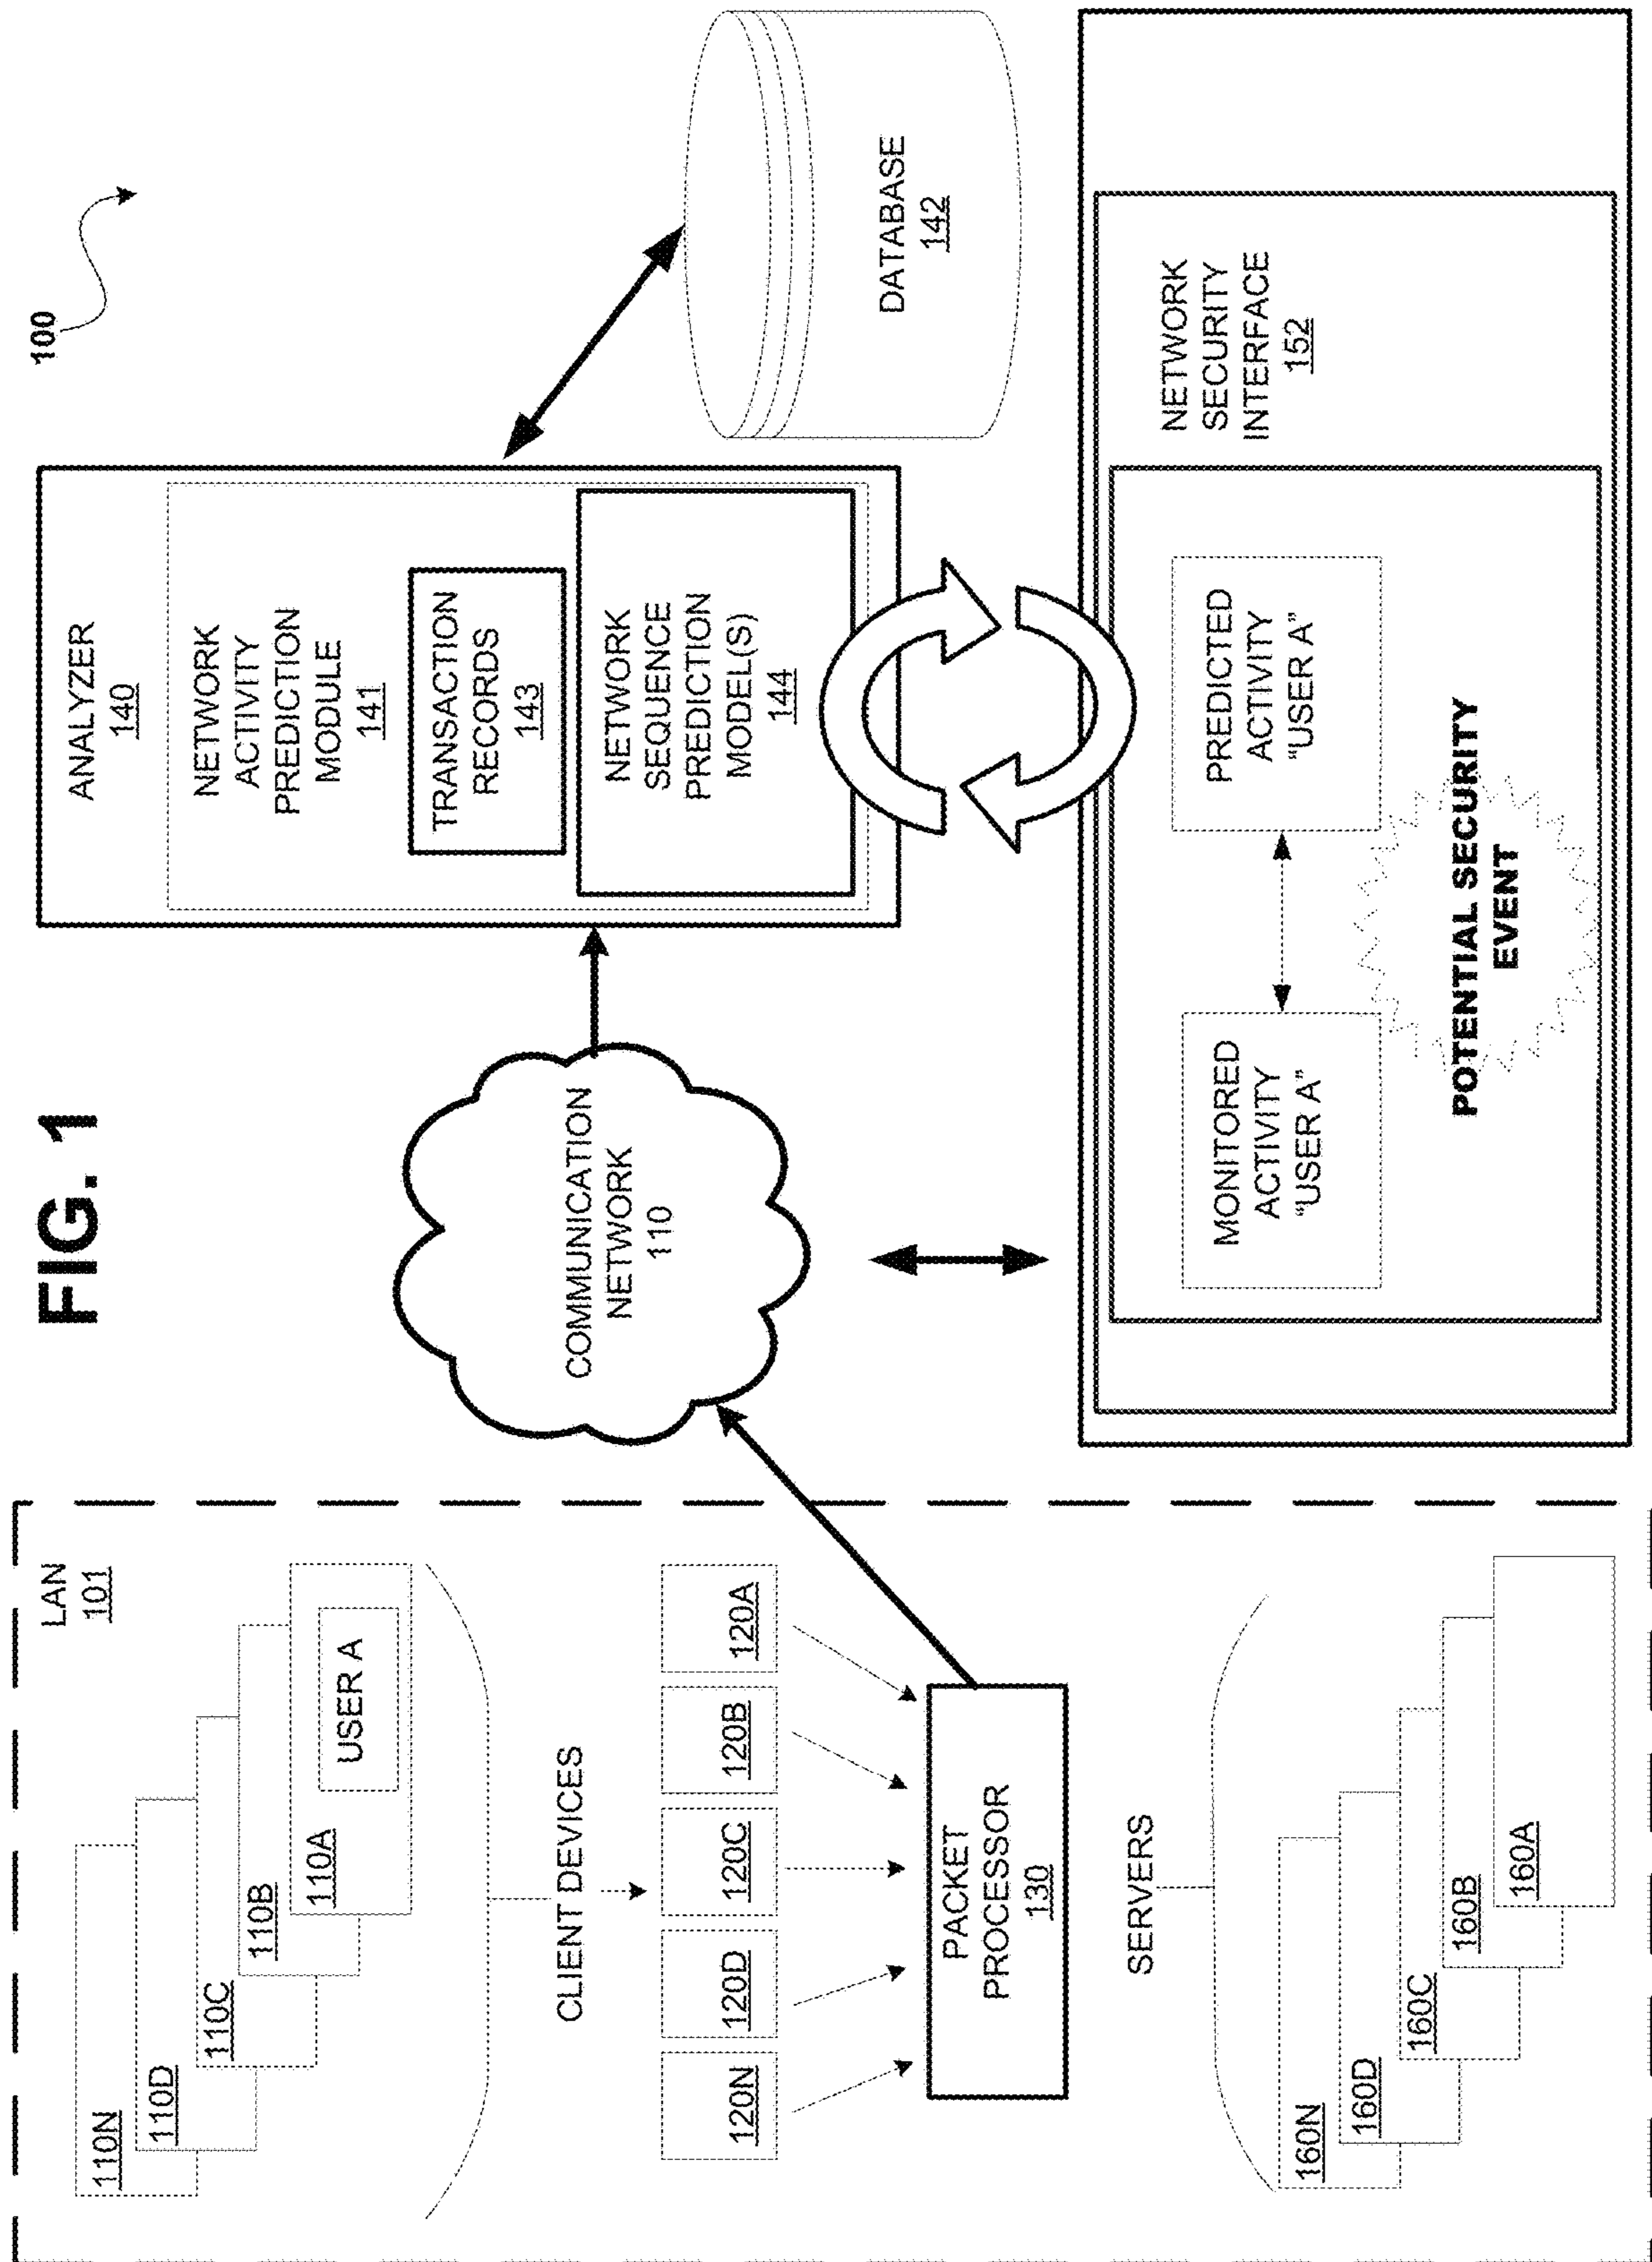 FIG. 1
100
LAN
101
110N
110D
110C
110B
110A
USER A
CLIENT DEVICES
120N
120D
120C
120B
120A
PACKET
PROCESSOR
130
SERVERS
160N
160D
160C
160B
160A
COMMUNICATION
NETWORK
110
ANALYZER
140
NETWORK
ACTIVITY
PREDICTION
MODULE
141
TRANSACTION
RECORDS
143
NETWORK
SEQUENCE
PREDICTION
MODEL(S)
144
DATABASE
142
NETWORK
SECURITY
INTERFACE
152
MONITORED
ACTIVITY
"USER A"
PREDICTED
ACTIVITY
"USER A"
POTENTIAL SECURITY
EVENT